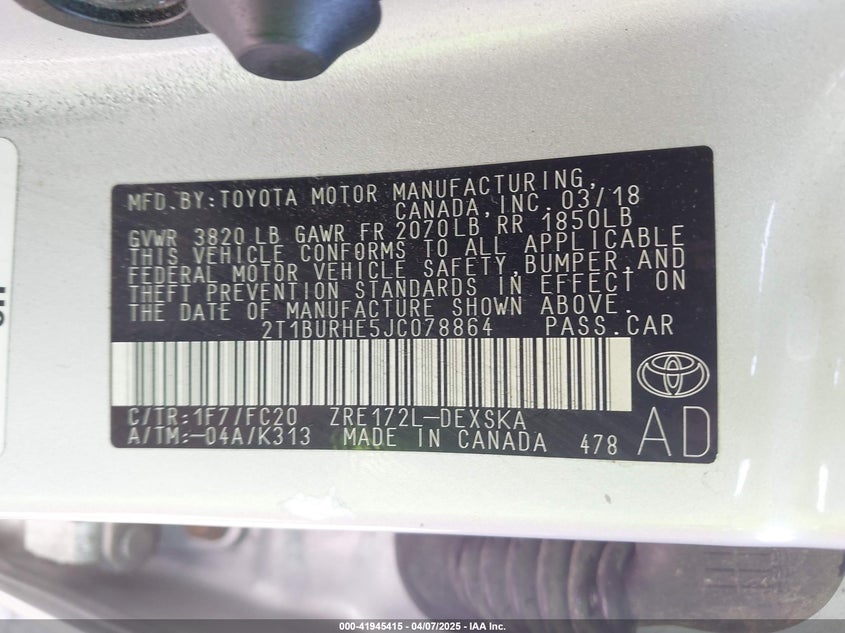 MFD.BY:TOYOTA MOTOR MANUFACTURING,
CANADA,INC.03/18
GVWR 3820 LB GAWR FR 2070LB, RR 1850LB
THIS VEHICLE CONFORMS TO ALL APPLICABLE
FEDERAL MOTOR VEHICLE SAFETY,BUMPER,AND
THEFT PREVENTION STANDARDS IN EFFECT ON
THE DATE OF MANUFACTURE SHOWN ABOVE.
2T1BURHE5JC078864 PASS.CAR
C/TR:1F7/FC20 ZRE172L-DEXSKA
A/TM:-04A/K313 MADE IN CANADA 478
AD
000-41945415 - 04/07/2025 - IAA Inc.